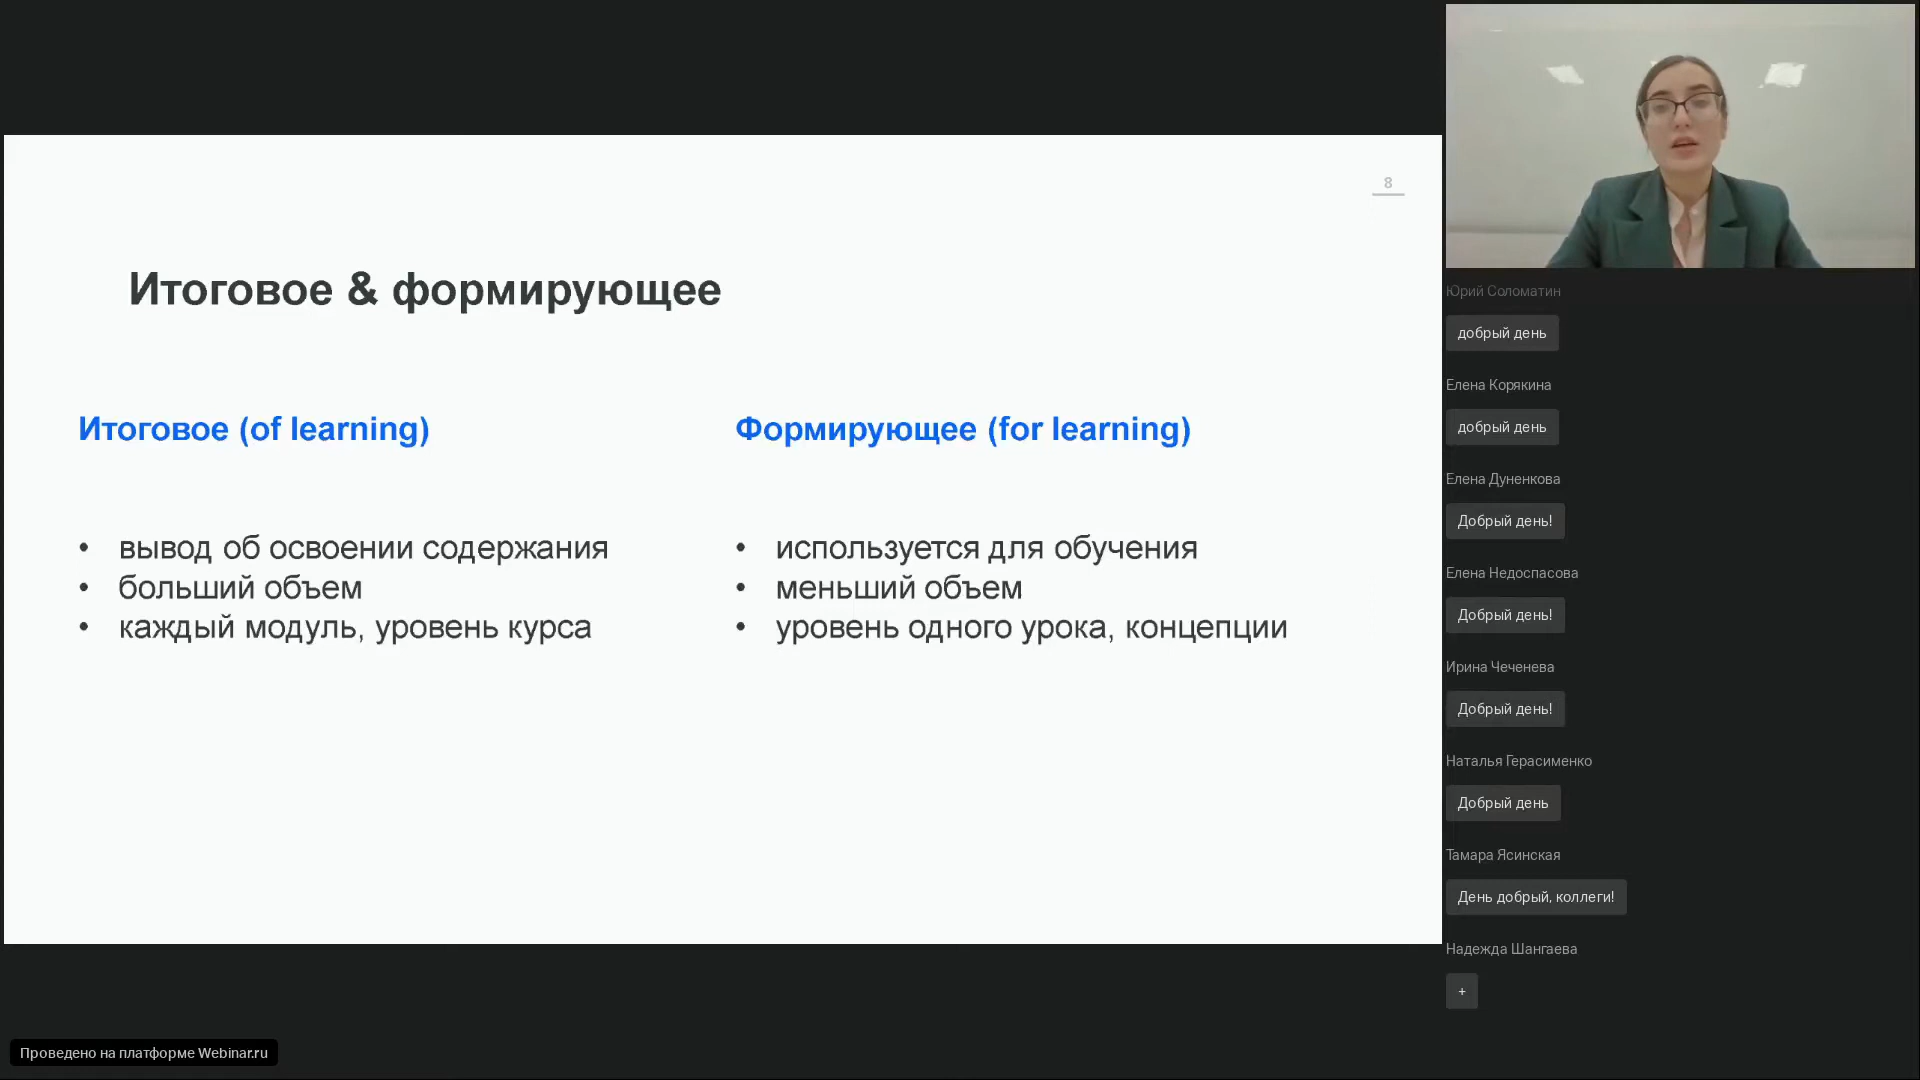 8
Итоговое & формирующее
Итоговое (of learning)
• вывод об освоении содержания
• больший объем
• каждый модуль, уровень курса
Формирующее (for learning)
• используется для обучения
• меньший объем
• уровень одного урока, концепции
Юрий Соломатин
добрый день
Елена Корякина
добрый день
Елена Дуненкова
Добрый день!
Елена Недоспасова
Добрый день!
Ирина Чеченева
Добрый день!
Наталья Герасименко
Добрый день
Тамара Ясинская
День добрый, коллеги!
Надежда Шангаева
+
Проведено на платформе Webinar.ru